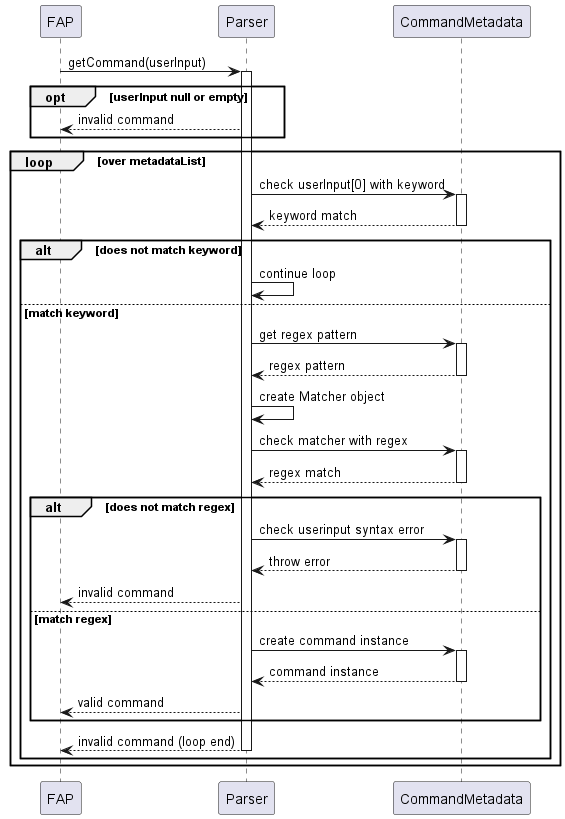 FAP Parser CommandMetadata
getCommand(userInput)
opt [userInput null or empty]
invalid command
loop [over metadataList]
check userInput[0] with keyword
keyword match
alt [does not match keyword]
continue loop
[match keyword]
get regex pattern
regex pattern
create Matcher object
check matcher with regex
regex match
alt [does not match regex]
check userinput syntax error
throw error
invalid command
[match regex]
create command instance
command instance
valid command
invalid command (loop end)
FAP Parser CommandMetadata